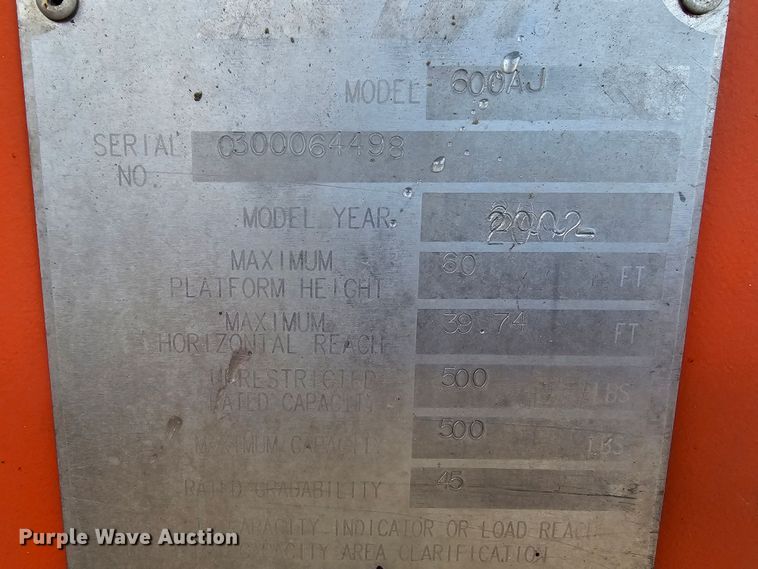 MODEL 600AJ
SERIAL NO. 0300064498
MODEL YEAR 2002
MAXIMUM PLATFORM HEIGHT 60 FT
MAXIMUM HORIZONTAL REACH 39.74 FT
UNRESTRICTED RATED CAPACITY 500 LBS
MAXIMUM CAPACITY 500 LBS
RATED GRADABILITY 45
CAPACITY INDICATOR OR LOAD REACH
CAPACITY AREA CLARIFICATION
Purple Wave Auction